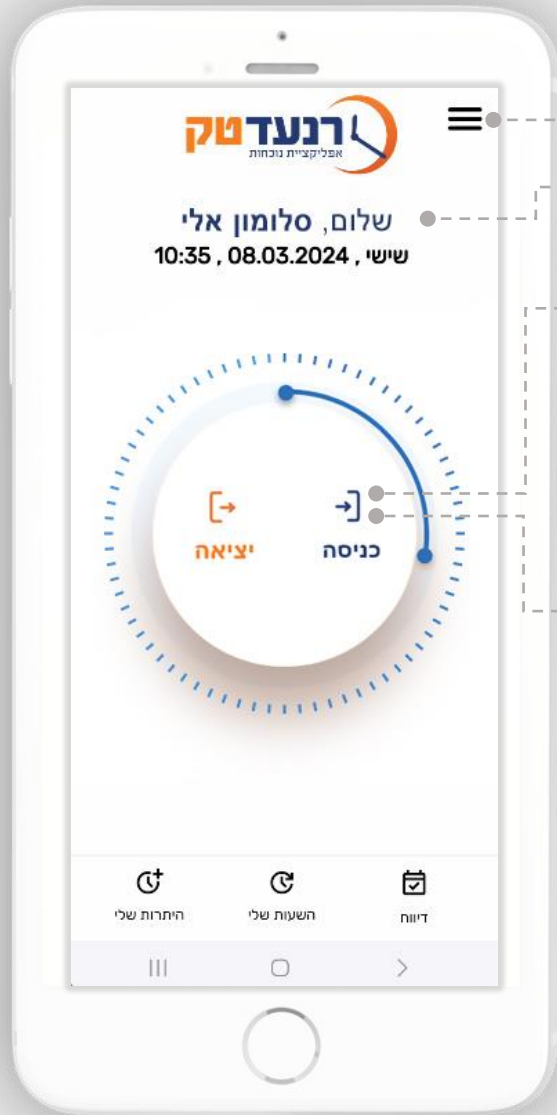 רנעדטק
אפליקציית נוכחות
שלום, סלומון אלי
שישי , 08.03.2024 , 10:35
כניסה
יציאה
דיווח
השעות שלי
היתרות שלי